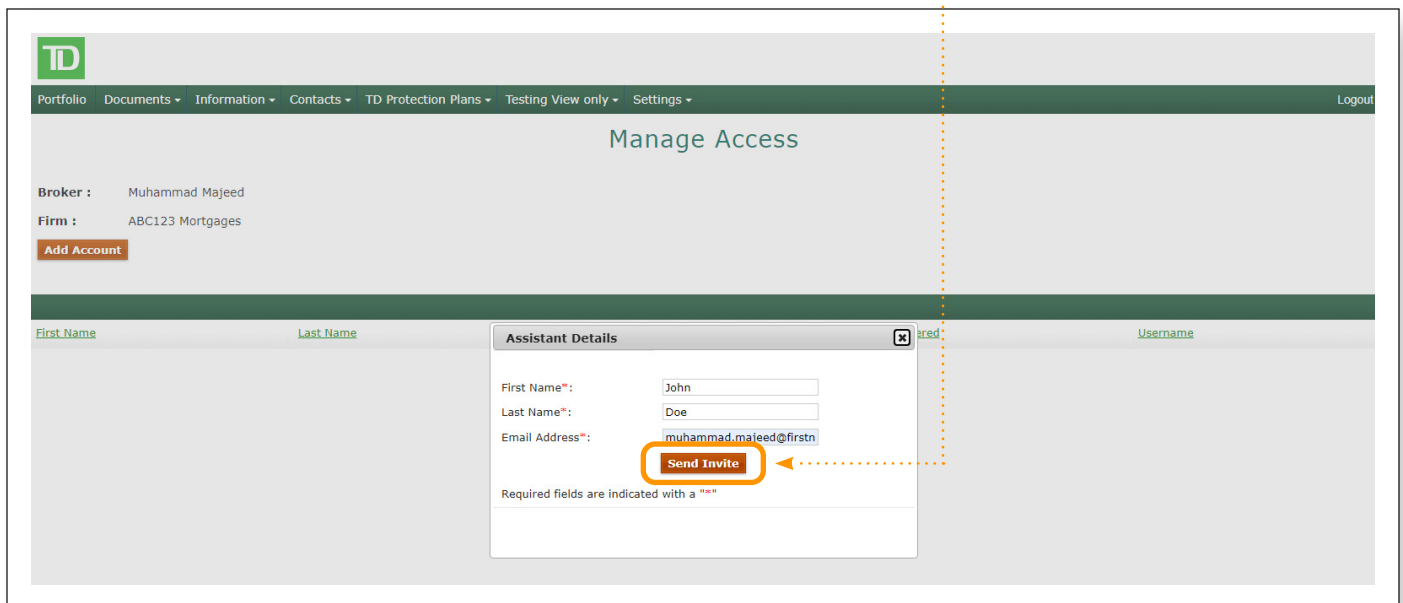 TD
Portfolio Documents Information Contacts TD Protection Plans Testing View only Settings Logout
Manage Access
Broker : Muhammad Majeed
Firm : ABC123 Mortgages
Add Account
First Name Last Name ered Username
Assistant Details
First Name*: John
Last Name*: Doe
Email Address*: muhammad.majeed@firstn
Send Invite
Required fields are indicated with a "*"